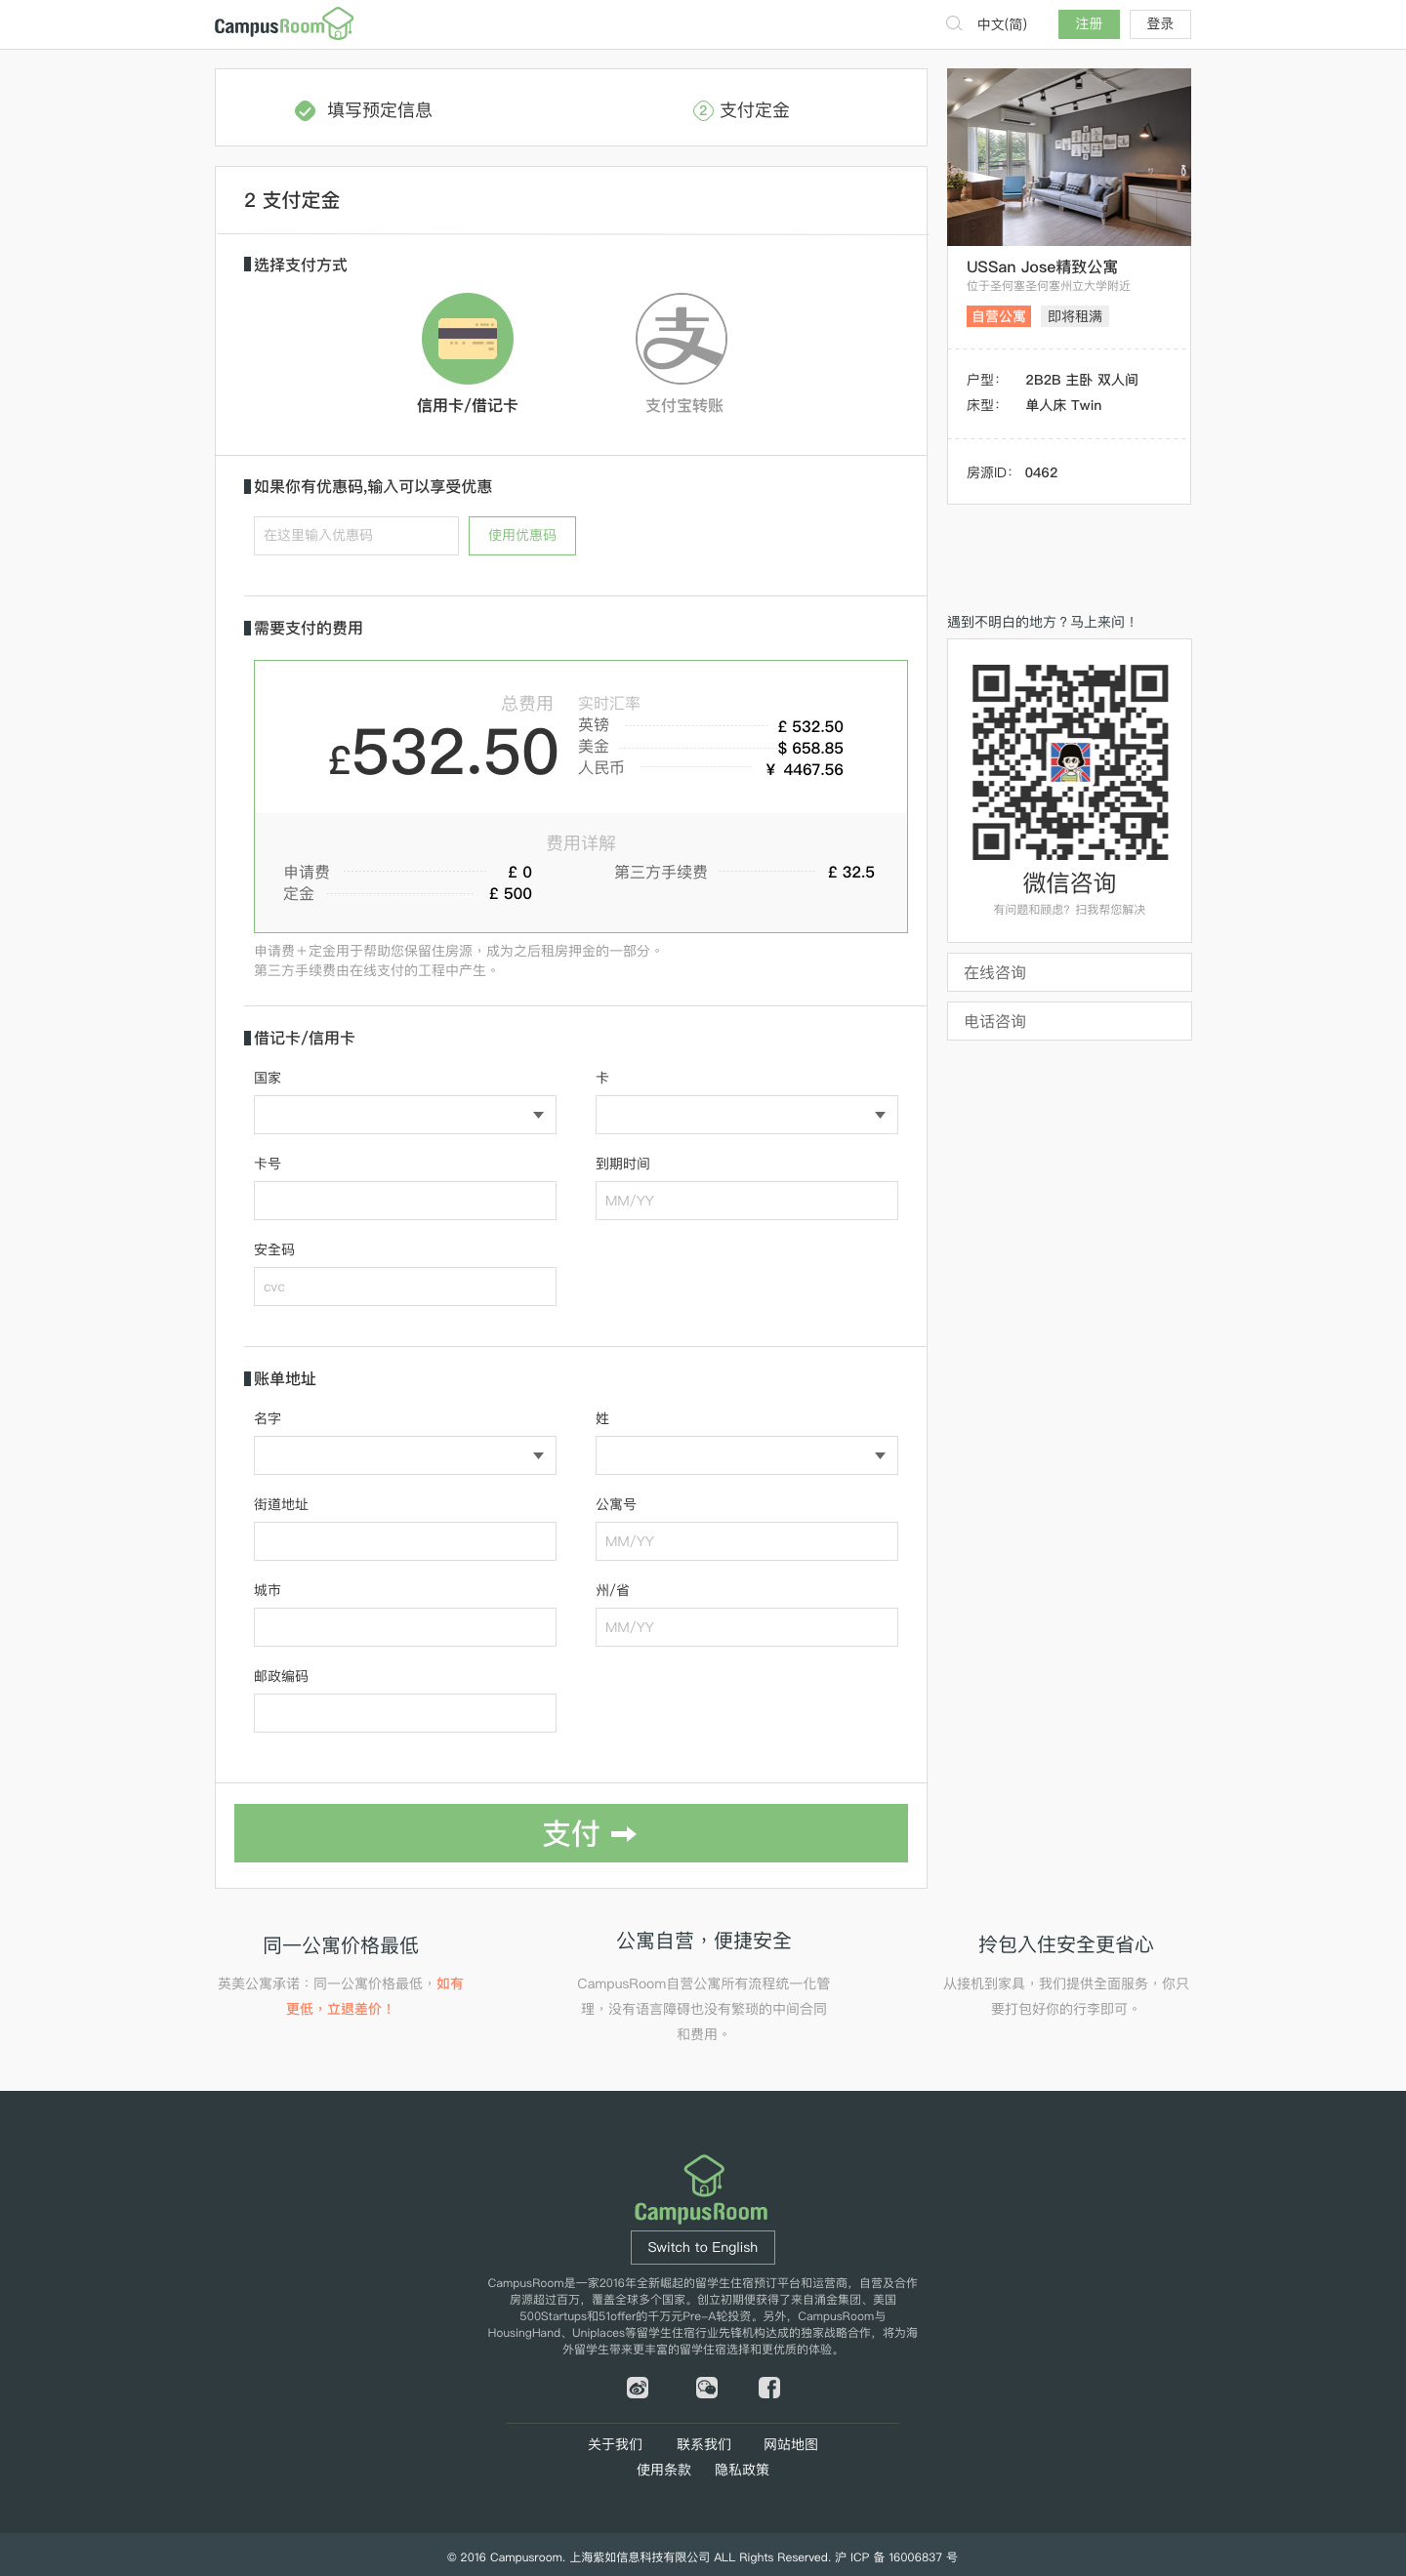 CampusRoom
中文(简)
注册
登录
填写预定信息
2 支付定金
2 支付定金
选择支付方式
信用卡/借记卡
支付宝转账
如果你有优惠码,输入可以享受优惠
在这里输入优惠码
使用优惠码
需要支付的费用
总费用
£532.50
实时汇率
英镑 £ 532.50
美金 $ 658.85
人民币 ¥ 4467.56
费用详解
申请费 £ 0
第三方手续费 £ 32.5
定金 £ 500
申请费＋定金用于帮助您保留住房源，成为之后租房押金的一部分。
第三方手续费由在线支付的工程中产生。
借记卡/信用卡
国家
卡
卡号
到期时间
MM/YY
安全码
cvc
账单地址
名字
姓
街道地址
公寓号
MM/YY
城市
州/省
MM/YY
邮政编码
支付
USSan Jose精致公寓
位于圣何塞圣何塞州立大学附近
自营公寓
即将租满
户型： 2B2B 主卧 双人间
床型： 单人床 Twin
房源ID： 0462
遇到不明白的地方？马上来问！
微信咨询
有问题和顾虑？扫我帮您解决
在线咨询
电话咨询
同一公寓价格最低
英美公寓承诺：同一公寓价格最低，如有
更低，立退差价！
公寓自营，便捷安全
CampusRoom自营公寓所有流程统一化管
理，没有语言障碍也没有繁琐的中间合同
和费用。
拎包入住安全更省心
从接机到家具，我们提供全面服务，你只
要打包好你的行李即可。
CampusRoom
Switch to English
CampusRoom是一家2016年全新崛起的留学生住宿预订平台和运营商，自营及合作
房源超过百万，覆盖全球多个国家。创立初期便获得了来自涌金集团、美国
500Startups和51offer的千万元Pre-A轮投资。另外，CampusRoom与
HousingHand、Uniplaces等留学生住宿行业先锋机构达成的独家战略合作，将为海
外留学生带来更丰富的留学住宿选择和更优质的体验。
关于我们
联系我们
网站地图
使用条款
隐私政策
© 2016 Campusroom. 上海紫如信息科技有限公司 ALL Rights Reserved. 沪 ICP 备 16006837 号